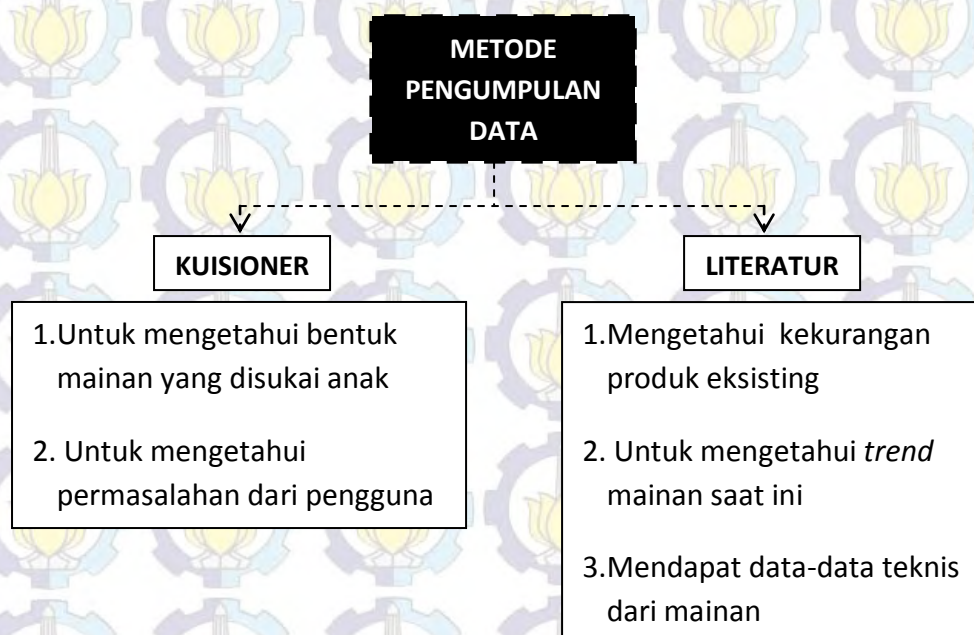 METODE
PENGUMPULAN
DATA
KUISIONER
1.Untuk mengetahui bentuk
mainan yang disukai anak
2. Untuk mengetahui
permasalahan dari pengguna
LITERATUR
1.Mengetahui kekurangan
produk eksisting
2. Untuk mengetahui trend
mainan saat ini
3.Mendapat data-data teknis
dari mainan